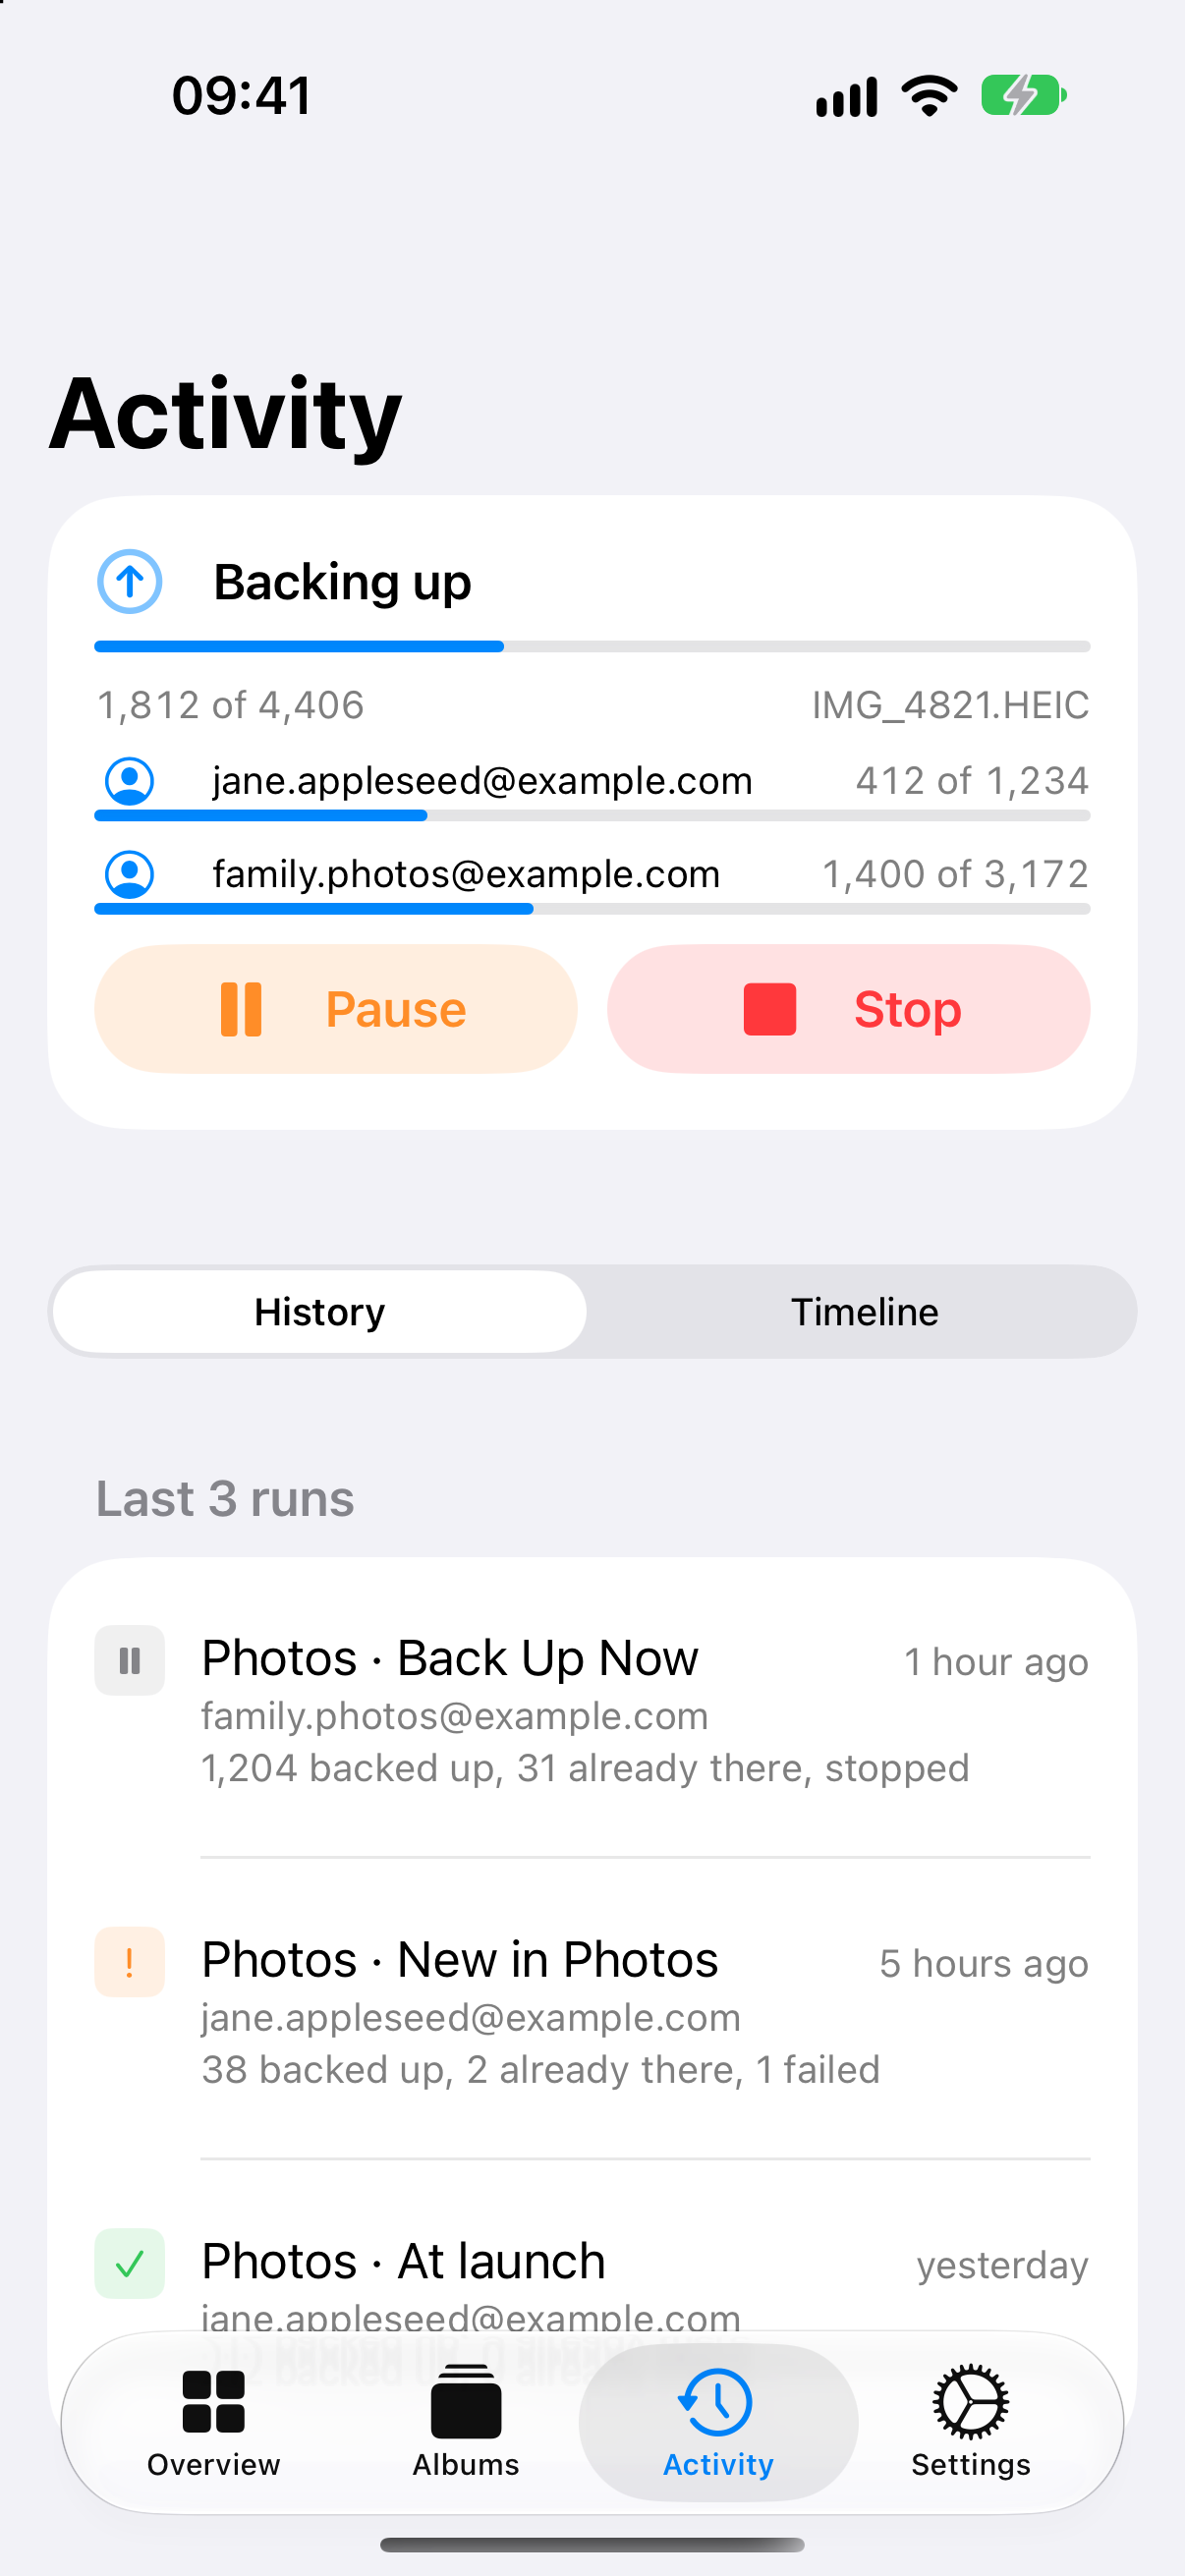 09:41
Activity
Backing up
1,812 of 4,406 IMG_4821.HEIC
jane.appleseed@example.com 412 of 1,234
family.photos@example.com 1,400 of 3,172
Pause Stop
History Timeline
Last 3 runs
Photos · Back Up Now 1 hour ago
family.photos@example.com
1,204 backed up, 31 already there, stopped
! Photos · New in Photos 5 hours ago
jane.appleseed@example.com
38 backed up, 2 already there, 1 failed
Photos · At launch yesterday
jane.appleseed@example.com
Overview Albums Activity Settings